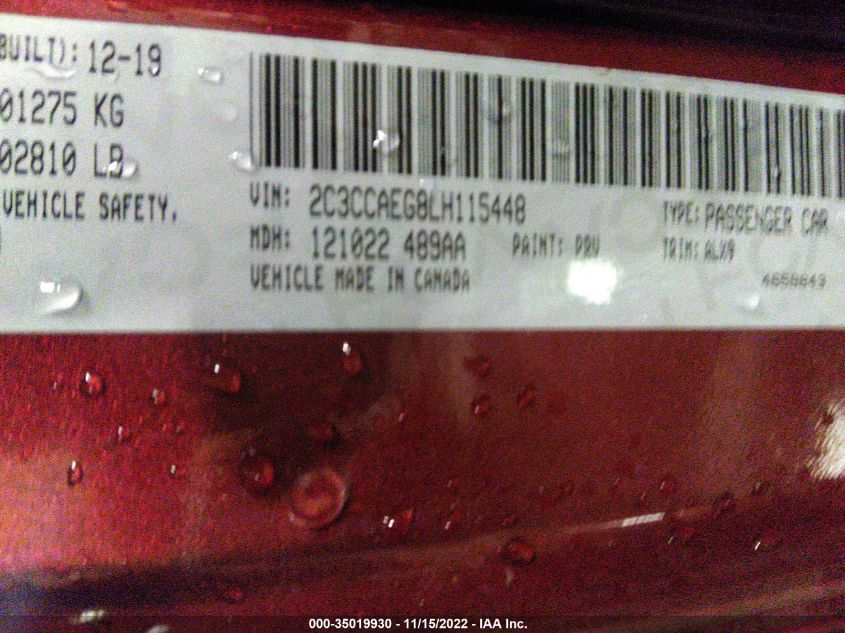 BUILT): 12-19
01275 KG
02810 LB
VEHICLE SAFETY,
VIN: 2C3CCAEG8LH115448
TYPE: PASSENGER CAR
MDH: 121022 489AA
PAINT: PRV
TRIM: ALX9
VEHICLE MADE IN CANADA
000-35019930 - 11/15/2022 - IAA Inc.